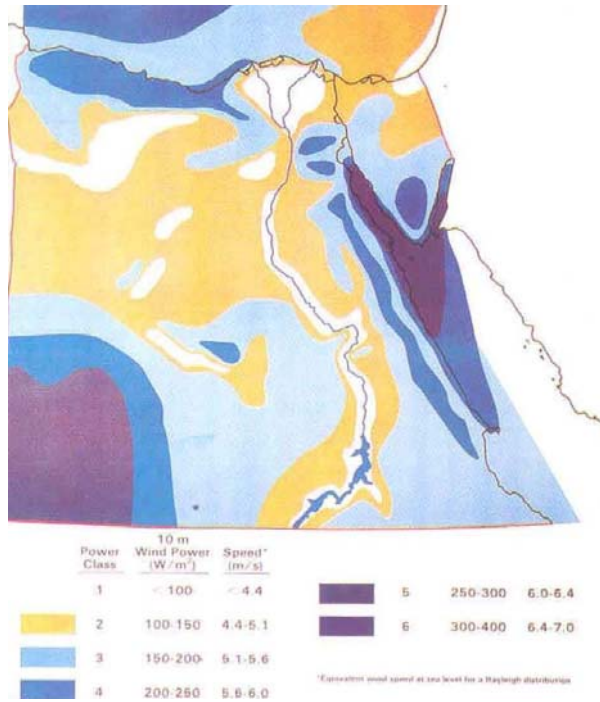 10 m
Power Wind Power Speed*
Class (W/m²) (m/s)
1 <100 <4.4
2 100-150 4.4-5.1
3 150-200 5.1-5.6
4 200-250 5.6-6.0
5 250-300 6.0-6.4
6 300-400 6.4-7.0
*Equivalent wind speed at sea level for a Rayleigh distribution